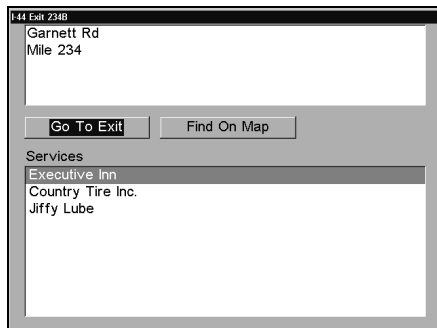 I-44 Exit 234B
Garnett Rd
Mile 234
Go To Exit
Find On Map
Services
Executive Inn
Country Tire Inc.
Jiffy Lube